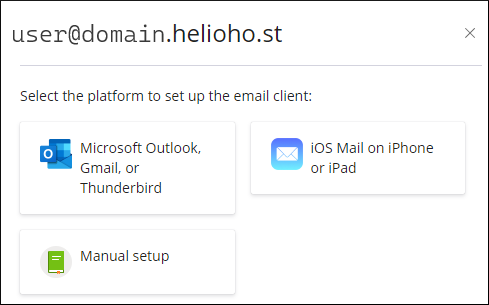 user@domain.helioho.st
Select the platform to set up the email client:
Microsoft Outlook,
Gmail, or
Thunderbird
iOS Mail on iPhone
or iPad
Manual setup